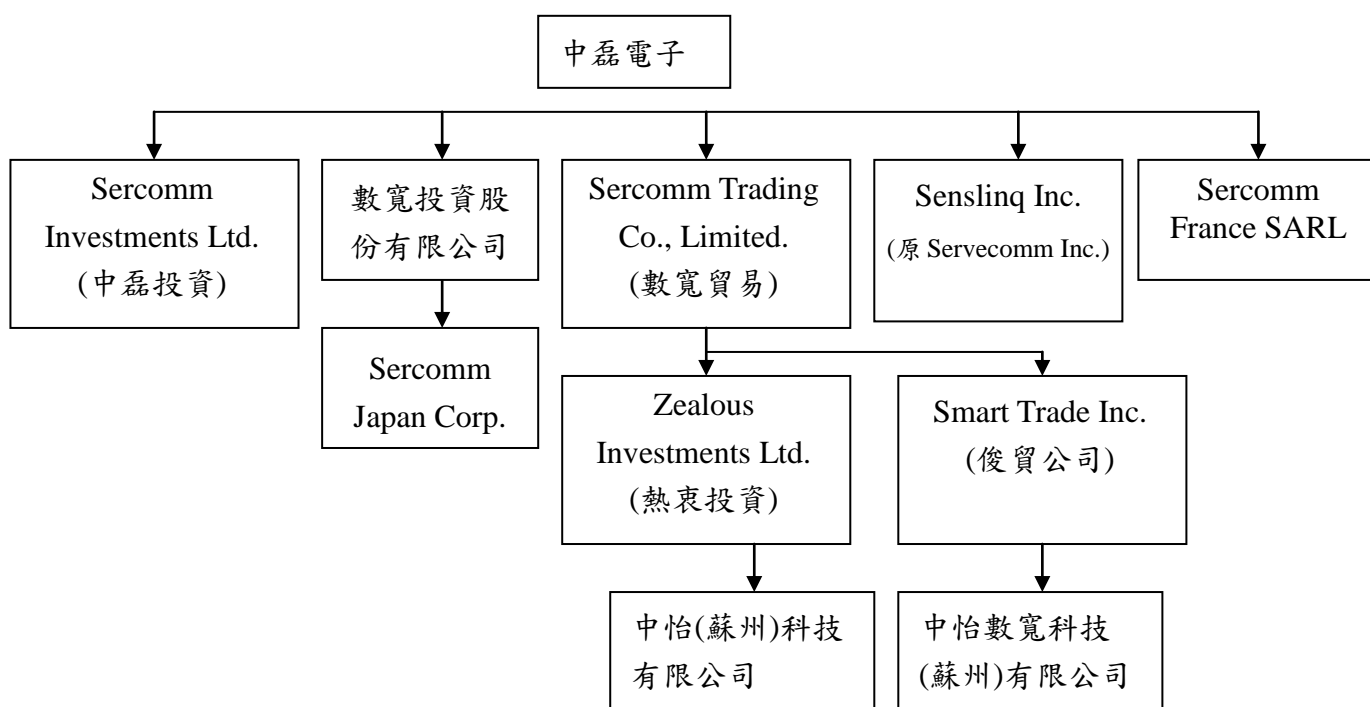 中磊電子
Sercomm
Investments Ltd.
(中磊投資)
數寬投資股
份有限公司
Sercomm Trading
Co., Limited.
(數寬貿易)
Senslinq Inc.
(原 Servecomm Inc.)
Sercomm
France SARL
Sercomm
Japan Corp.
Zealous
Investments Ltd.
(熱衷投資)
Smart Trade Inc.
(俊貿公司)
中怡(蘇州)科技
有限公司
中怡數寬科技
(蘇州)有限公司